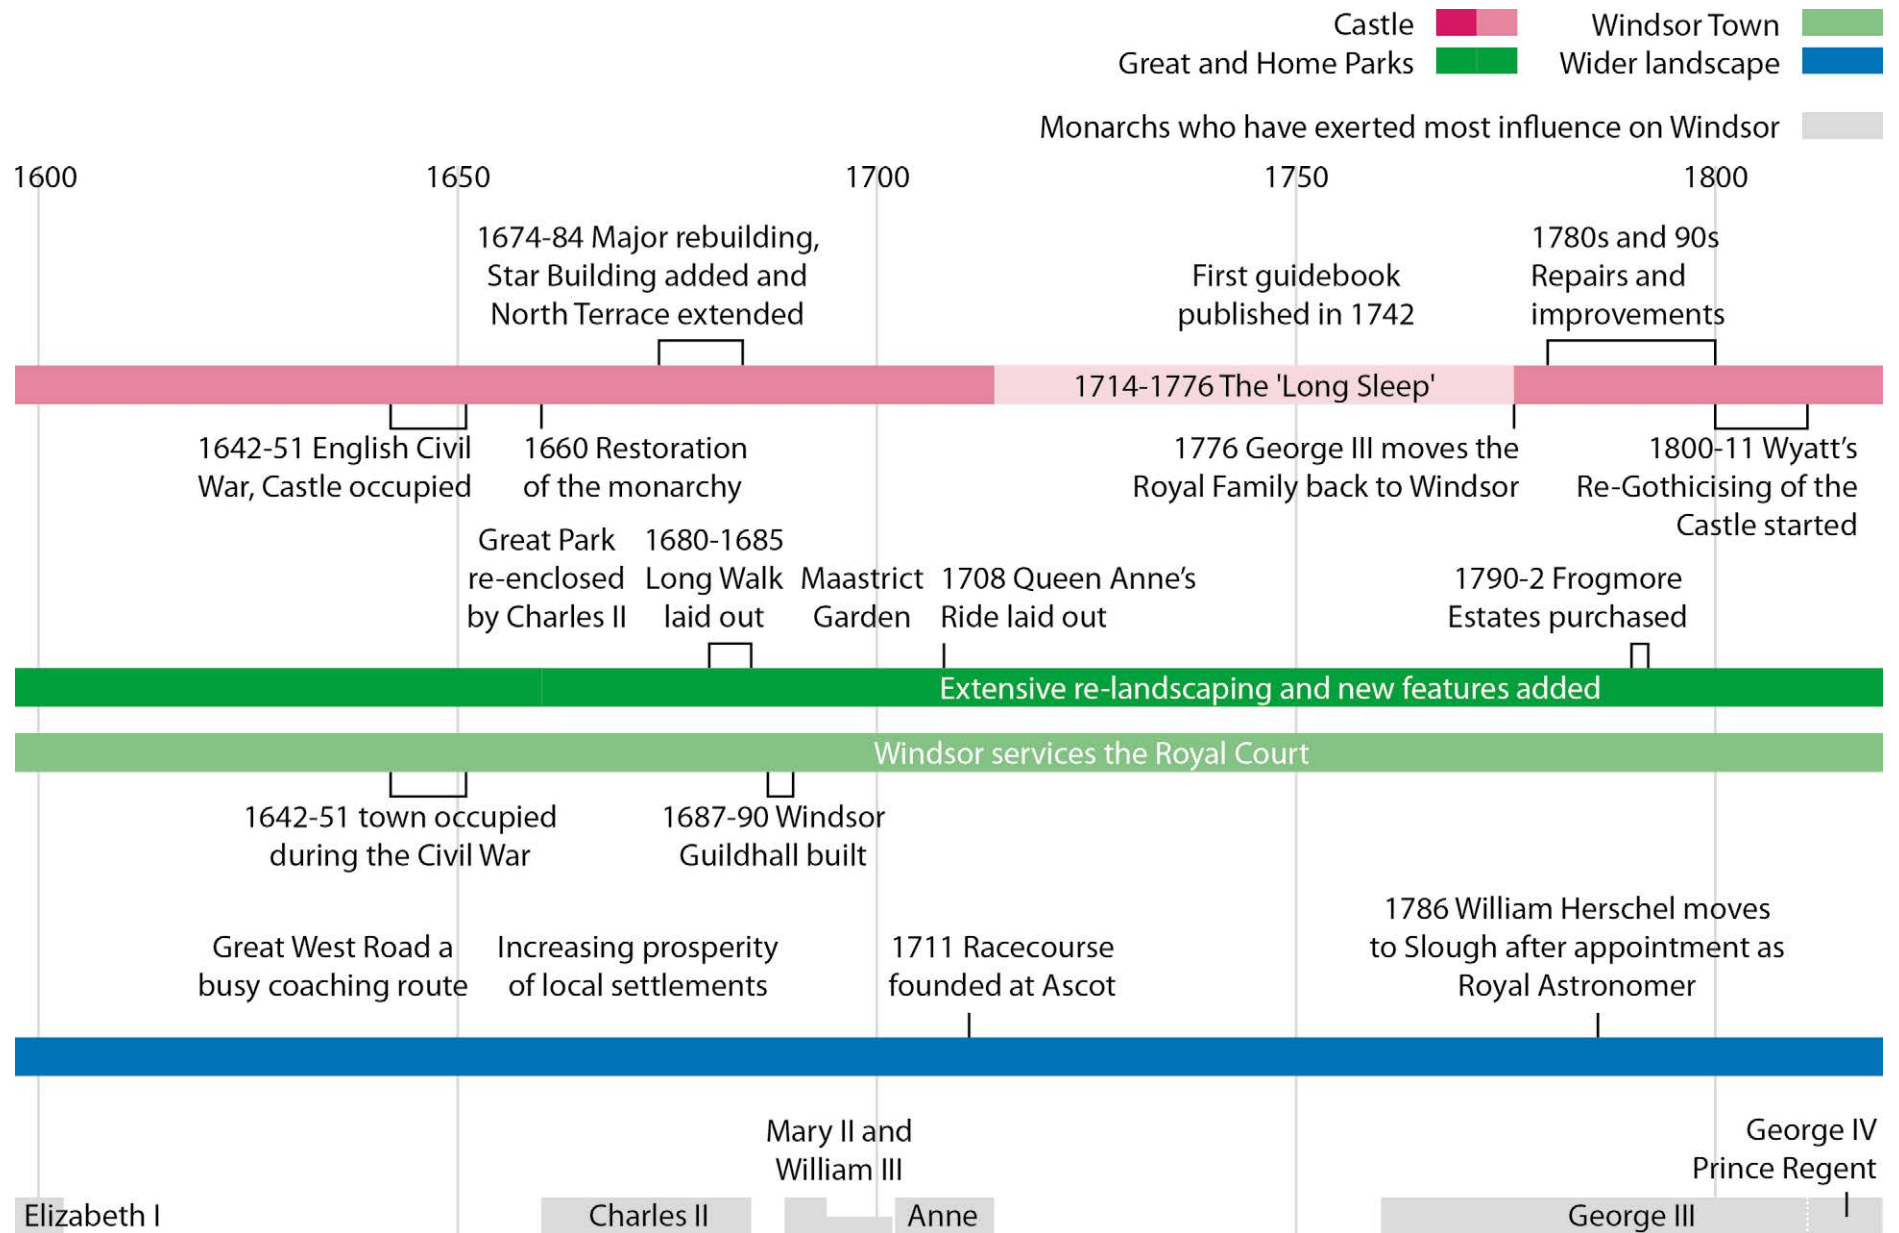 Castle
Windsor Town
Great and Home Parks
Wider landscape
Monarchs who have exerted most influence on Windsor
1600
1650
1700
1750
1800
1674-84 Major rebuilding,
Star Building added and
North Terrace extended
First guidebook
published in 1742
1780s and 90s
Repairs and
improvements
1714-1776 The 'Long Sleep'
1642-51 English Civil
War, Castle occupied
1660 Restoration
of the monarchy
1776 George III moves the
Royal Family back to Windsor
1800-11 Wyatt’s
Re-Gothicising of the
Castle started
Great Park
re-enclosed
by Charles II
1680-1685
Long Walk
laid out
Maastrict
Garden
1708 Queen Anne’s
Ride laid out
1790-2 Frogmore
Estates purchased
Extensive re-landscaping and new features added
Windsor services the Royal Court
1642-51 town occupied
during the Civil War
1687-90 Windsor
Guildhall built
Great West Road a
busy coaching route
Increasing prosperity
of local settlements
1711 Racecourse
founded at Ascot
1786 William Herschel moves
to Slough after appointment as
Royal Astronomer
Mary II and
William III
George IV
Prince Regent
Elizabeth I
Charles II
Anne
George III